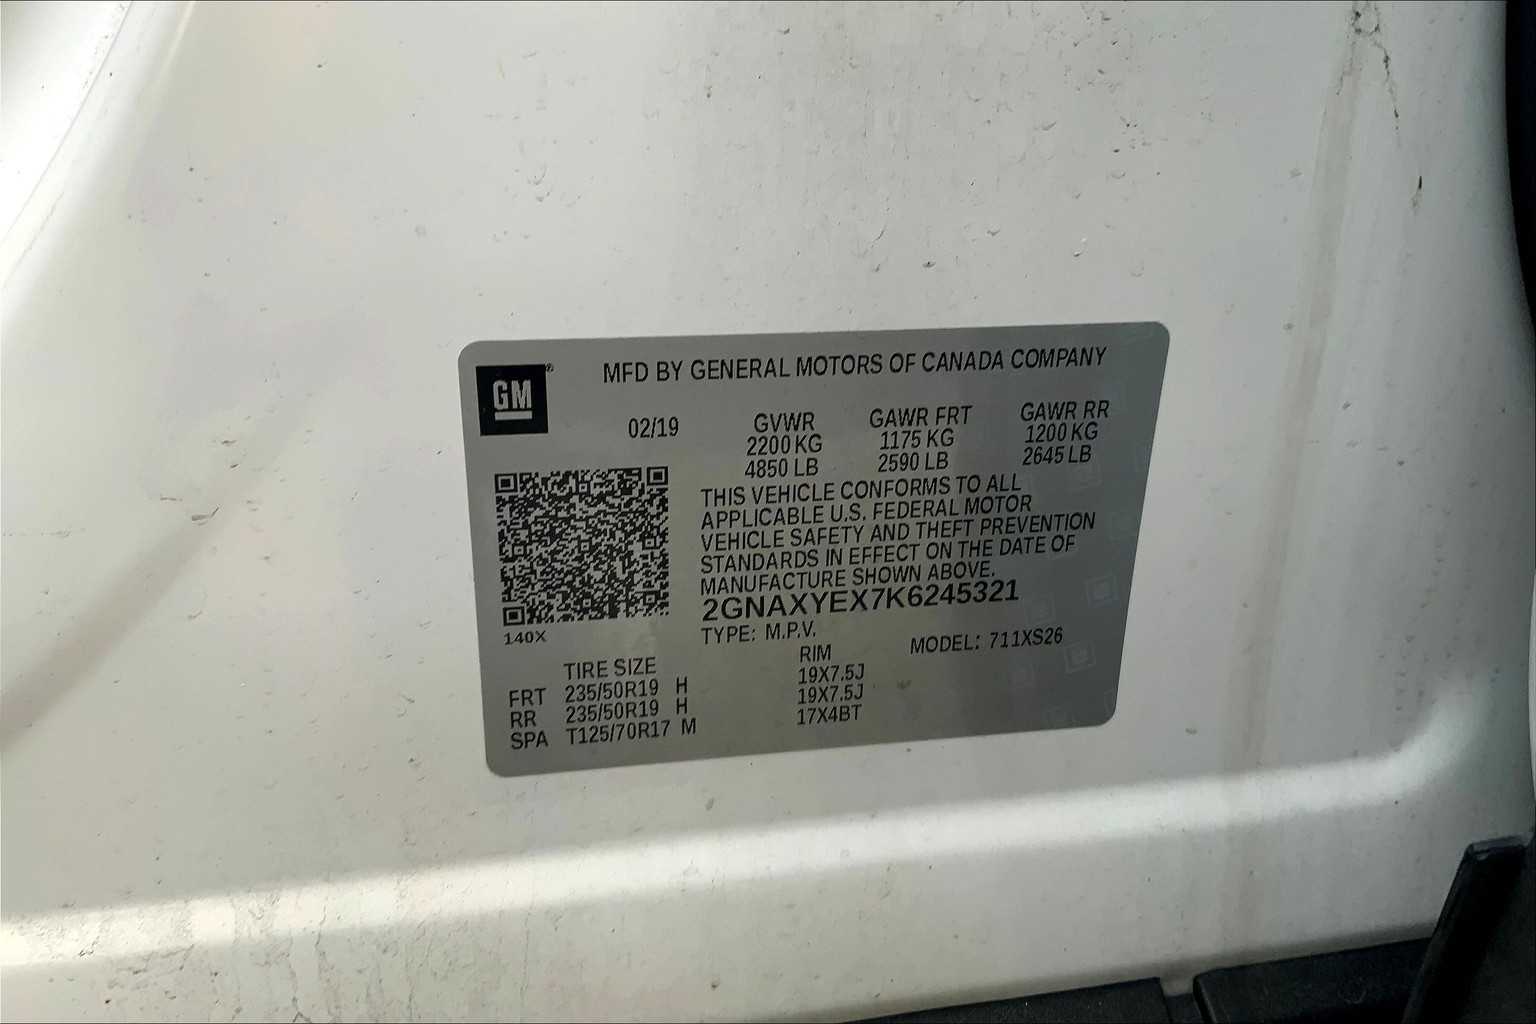 GM
MFD BY GENERAL MOTORS OF CANADA COMPANY
02/19 GVWR GAWR FRT GAWR RR
2200 KG 1175 KG 1200 KG
4850 LB 2590 LB 2645 LB
THIS VEHICLE CONFORMS TO ALL
APPLICABLE U.S. FEDERAL MOTOR
VEHICLE SAFETY AND THEFT PREVENTION
STANDARDS IN EFFECT ON THE DATE OF
MANUFACTURE SHOWN ABOVE.
2GNAXYEX7K6245321
140X
TYPE: M.P.V. MODEL: 711XS26
TIRE SIZE RIM
FRT 235/50R19 H 19X7.5J
RR 235/50R19 H 19X7.5J
SPA T125/70R17 M 17X4BT